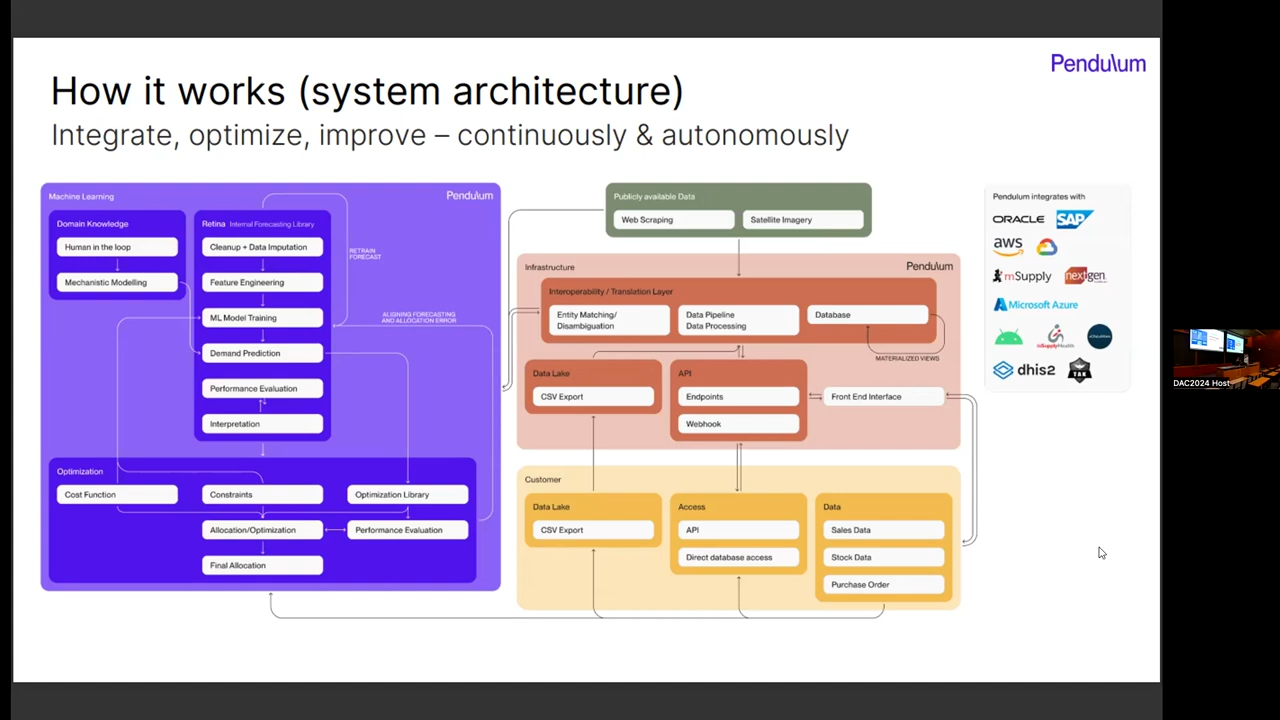 Pendulum
How it works (system architecture)
Integrate, optimize, improve – continuously & autonomously
Machine Learning
Pendulum
Domain Knowledge
Human in the loop
Mechanistic Modelling
Retina Internal Forecasting Library
Cleanup + Data Imputation
Feature Engineering
ML Model Training
Demand Prediction
Performance Evaluation
Interpretation
RETRAIN
FORECAST
ALIGNING FORECASTING
AND ALLOCATION ERROR
Optimization
Cost Function
Constraints
Optimization Library
Allocation/Optimization
Performance Evaluation
Final Allocation
Publicly available Data
Web Scraping
Satellite Imagery
Infrastructure
Pendulum
Interoperability / Translation Layer
Entity Matching/
Disambiguation
Data Pipeline
Data Processing
Database
MATERIALIZED VIEWS
Data Lake
CSV Export
API
Endpoints
Webhook
Front End Interface
Customer
Data Lake
CSV Export
Access
API
Direct database access
Data
Sales Data
Stock Data
Purchase Order
Pendulum integrates with
ORACLE
SAP
aws
mSupply
nextgen
Microsoft Azure
dhis2
TAK
DAC2024 Host